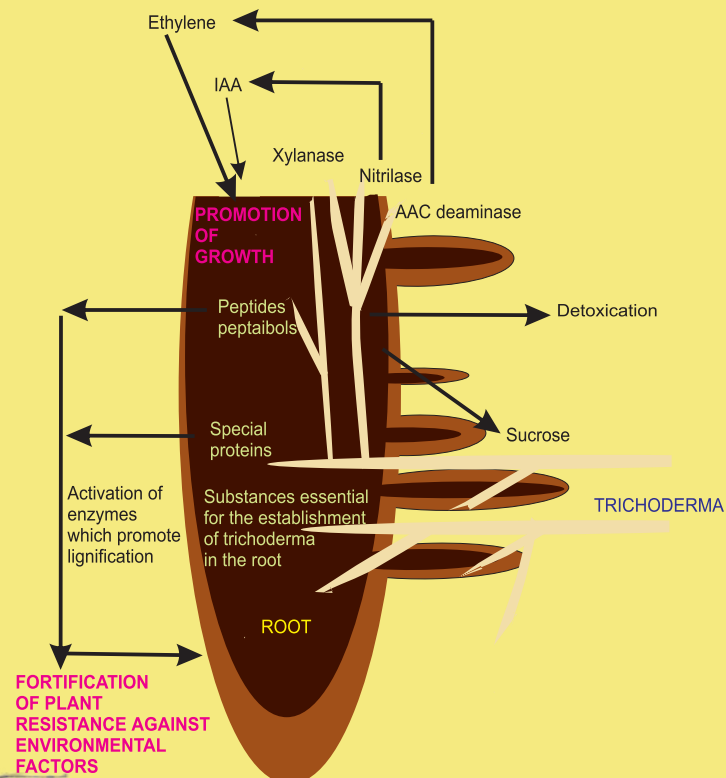 Ethylene
IAA
Xylanase
Nitrilase
AAC deaminase
PROMOTION
OF
GROWTH
Peptides
peptaibols
Detoxication
Sucrose
Special
proteins
Activation of
enzymes
which promote
lignification
Substances essential
for the establishment
of trichoderma
in the root
TRICHODERMA
ROOT
FORTIFICATION
OF PLANT
RESISTANCE AGAINST
ENVIRONMENTAL
FACTORS